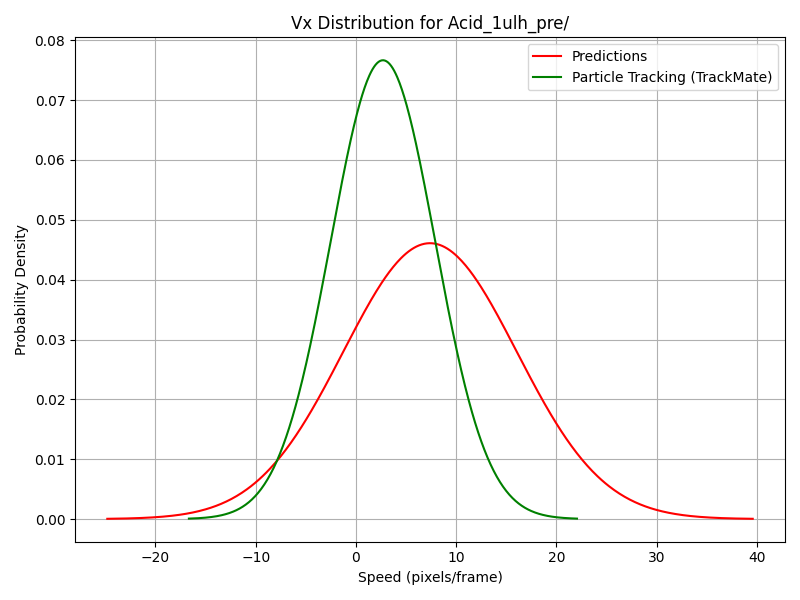 Vx Distribution for Acid_1ulh_pre/
Predictions
Particle Tracking (TrackMate)
Probability Density
0.08
0.07
0.06
0.05
0.04
0.03
0.02
0.01
0.00
−20 −10 0 10 20 30 40
Speed (pixels/frame)